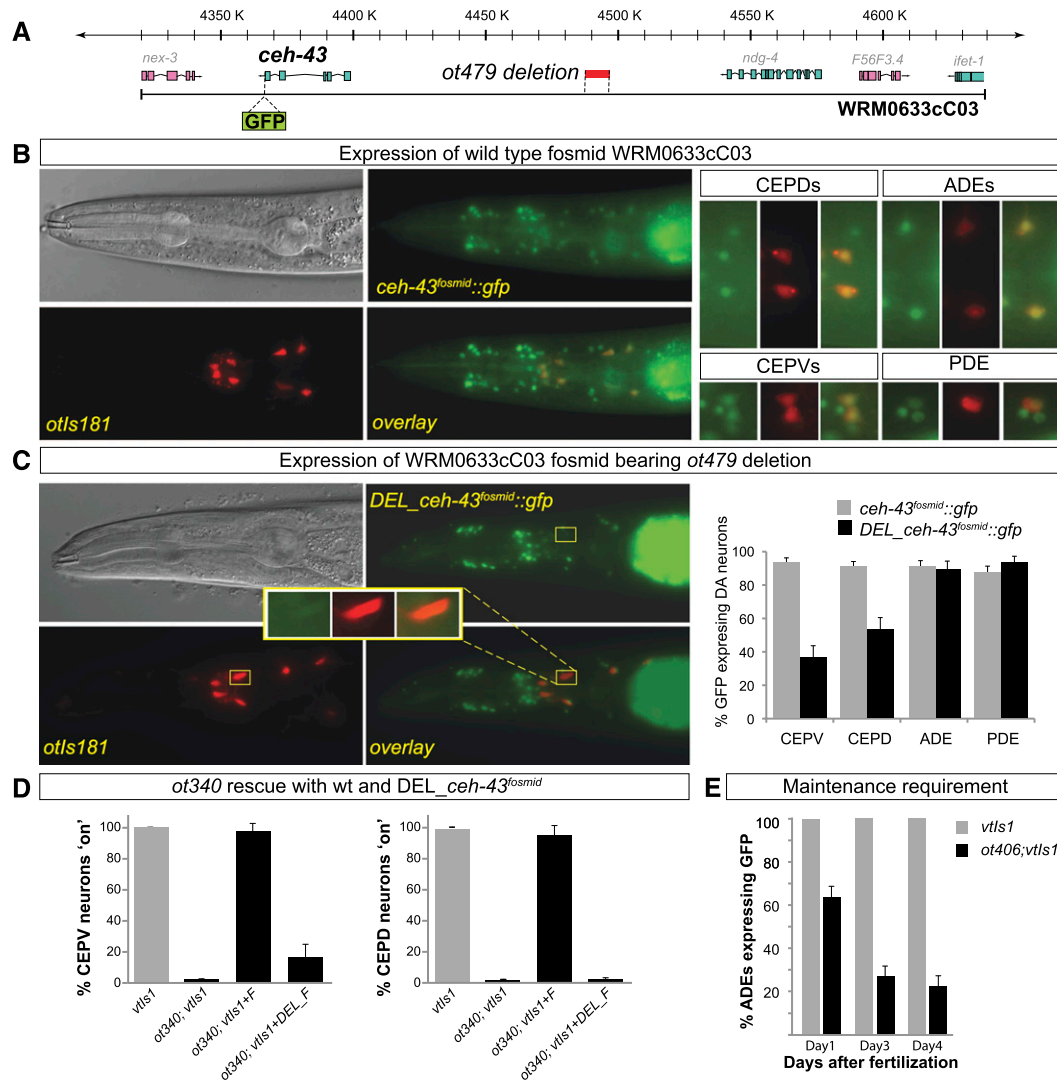 A
4350 K
4400 K
4450 K
4500 K
4550 K
4600 K
nex-3
ceh-43
ot479 deletion
ndg-4
F56F3.4
ifet-1
GFP
WRM0633cC03
B
Expression of wild type fosmid WRM0633cC03
ceh-43fosmid::gfp
otIs181
overlay
CEPDs
ADEs
CEPVs
PDE
C
Expression of WRM0633cC03 fosmid bearing ot479 deletion
DEL_ceh-43fosmid::gfp
otIs181
overlay
ceh-43fosmid::gfp
DEL_ceh-43fosmid::gfp
% GFP expresing DA neurons
100
80
60
40
20
0
CEPV
CEPD
ADE
PDE
D
ot340 rescue with wt and DEL_ceh-43fosmid
% CEPV neurons ‘on’
100
80
60
40
20
0
vtIs1
ot340; vtIs1
ot340; vtIs1+F
ot340; vtIs1+DEL_F
% CEPD neurons ‘on’
100
80
60
40
20
0
vtIs1
ot340; vtIs1
ot340; vtIs1+F
ot340; vtIs1+DEL_F
E
Maintenance requirement
vtIs1
ot406;vtIs1
% ADEs expressing GFP
100
80
60
40
20
Day1
Day3
Day4
Days after fertilization